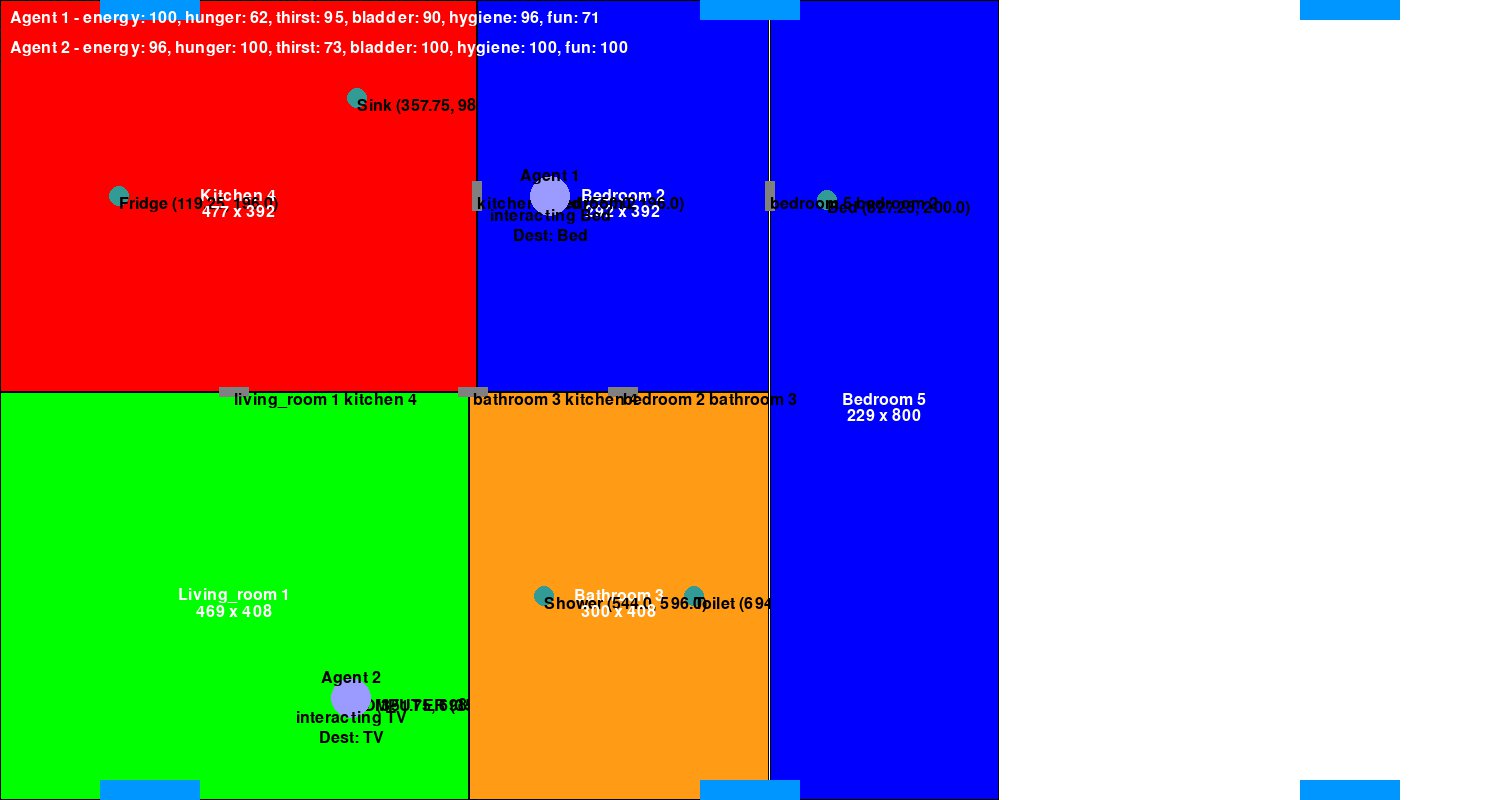 Agent 1 - energy: 100, hunger: 62, thirst: 95, bladder: 90, hygiene: 96, fun: 71
Agent 2 - energy: 96, hunger: 100, thirst: 73, bladder: 100, hygiene: 100, fun: 100
Sink (357.75, 98
Agent 1
Kitchen 4
477 x 392
Fridge (119.25, 196.0)
Bedroom 2
292 x 392
interacting Bed
Dest: Bed
bedroom 5 bedroom 2
Bed (827.25, 200.0)
living_room 1 kitchen 4
bathroom 3 kitchen 4
bedroom 2 bathroom 3
Bedroom 5
229 x 800
Living_room 1
469 x 408
Bathroom 3
300 x 408
Shower (544.0, 596.0)
Toilet (694
Agent 2
interacting TV
Dest: TV